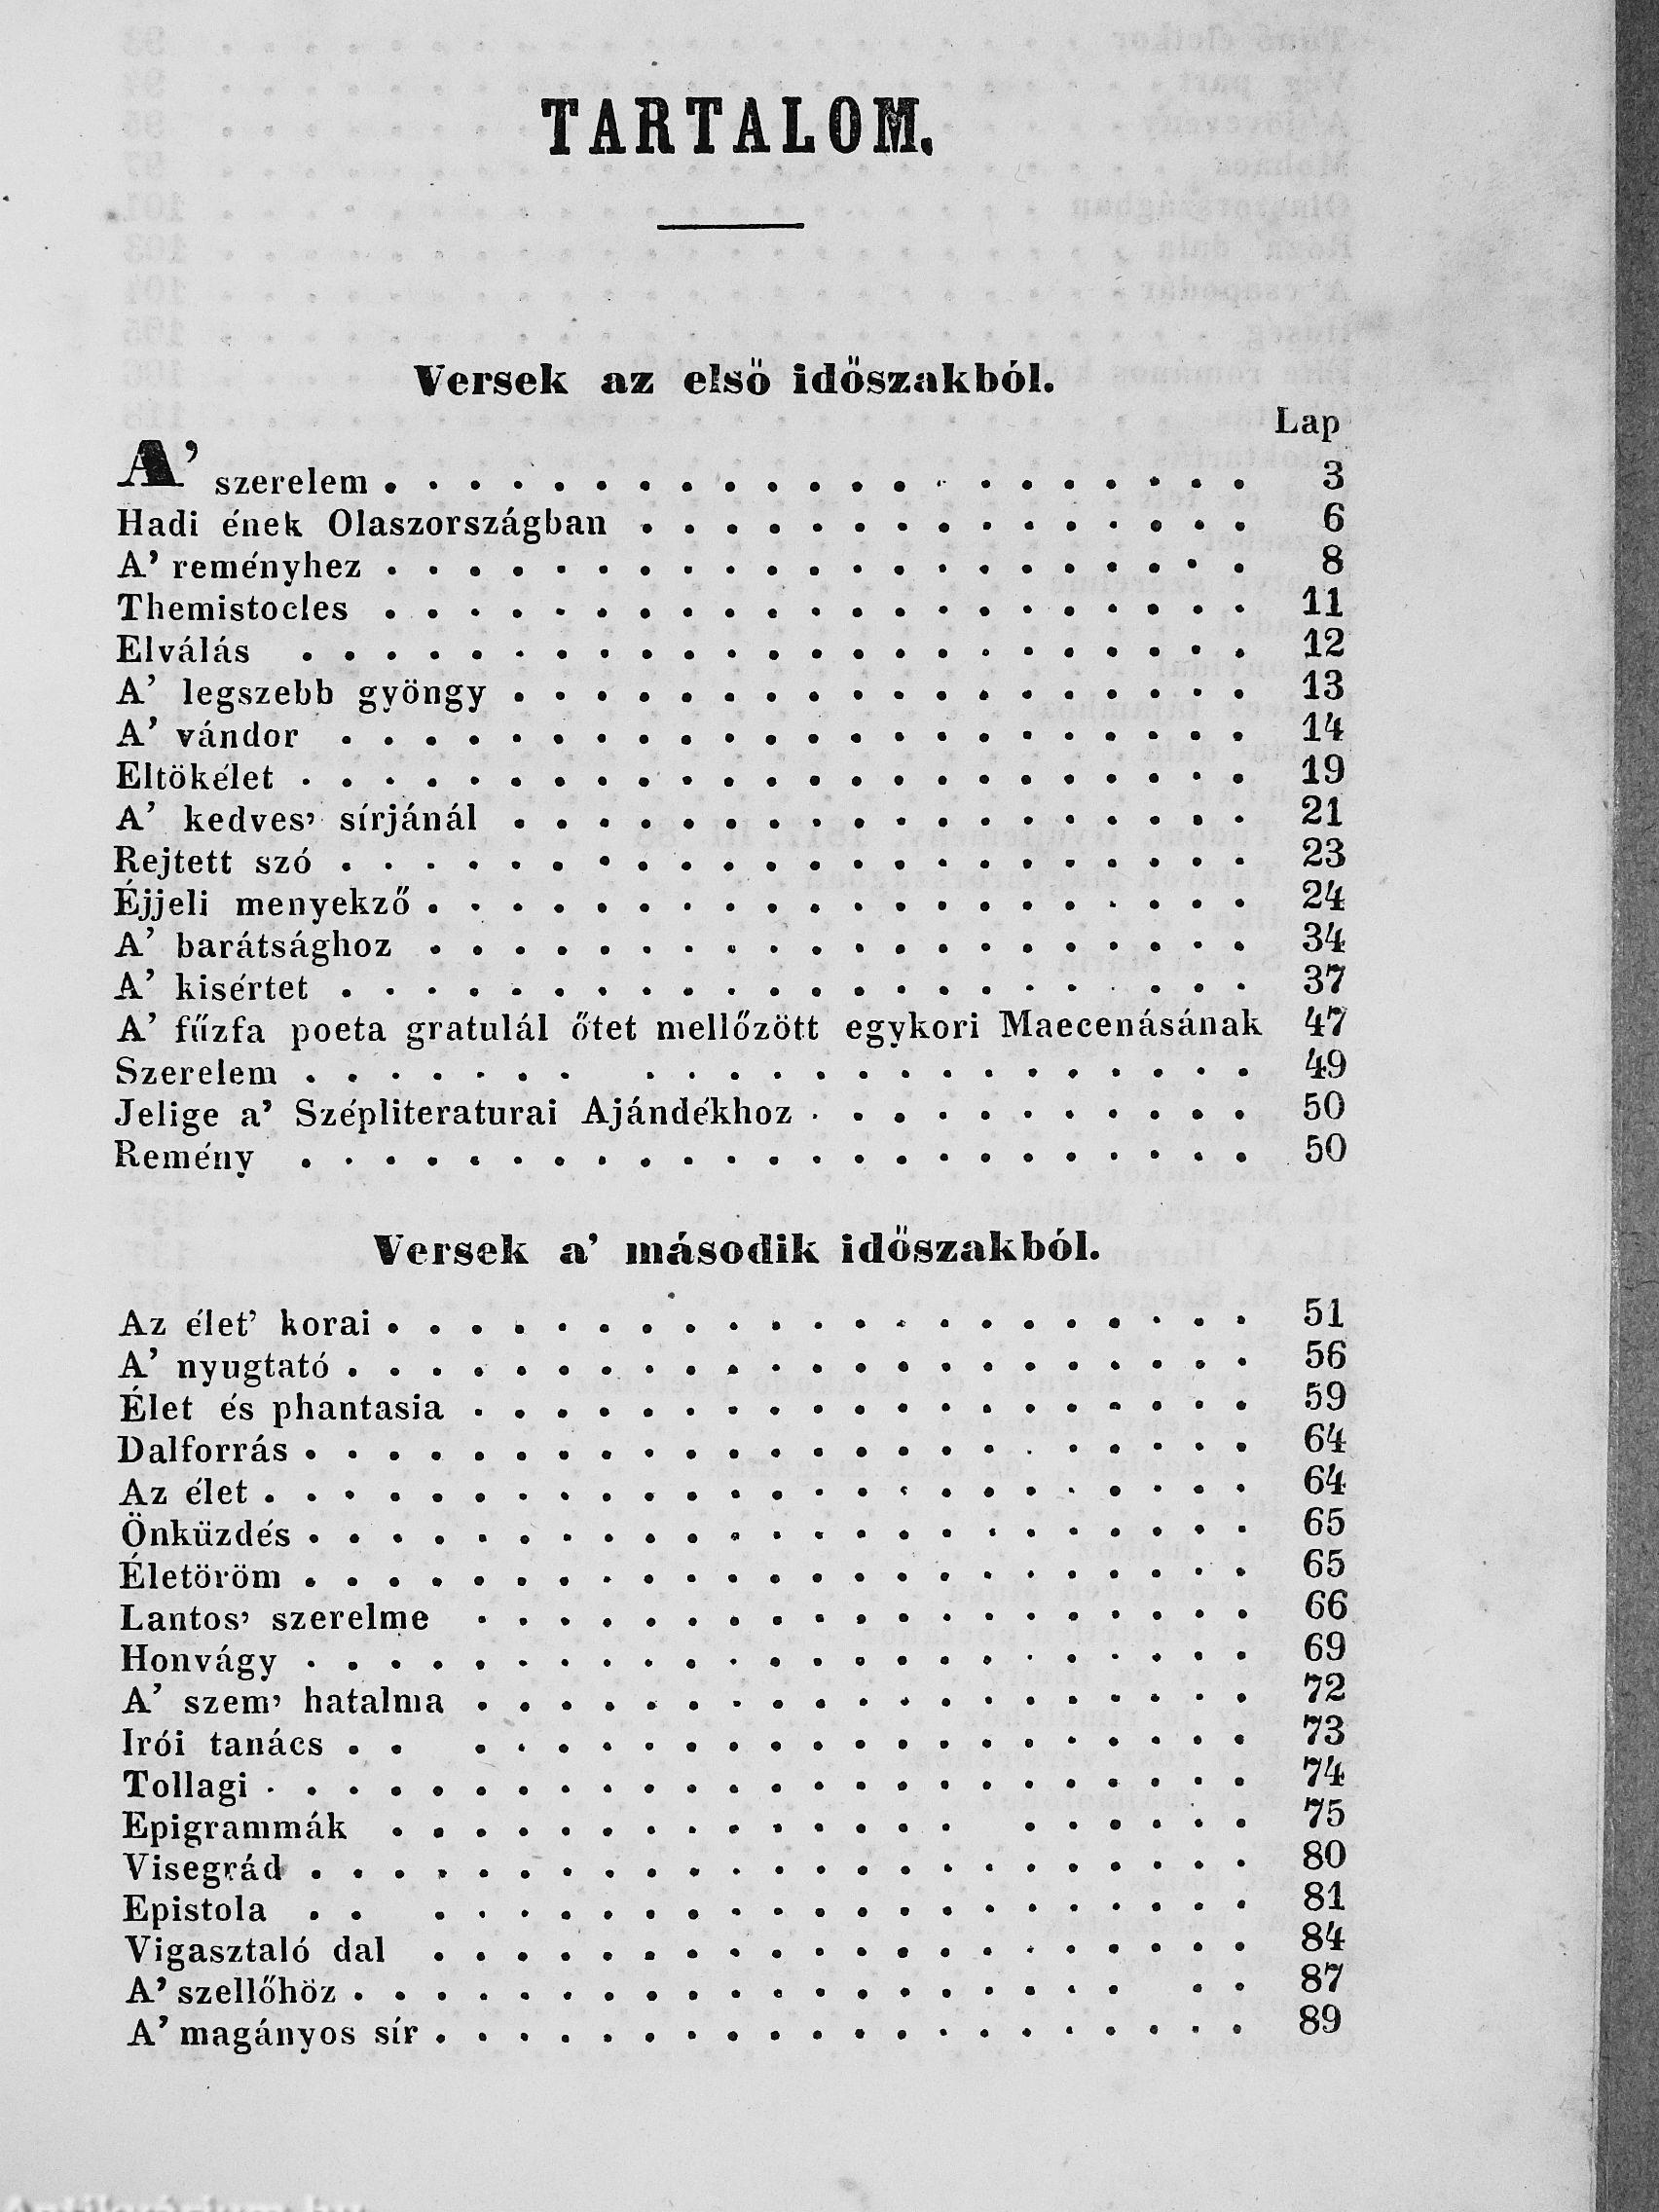 TARTALOM.
Versek az első időszakból.
Lap
A’ szerelem . . . . . . . . . . . . . . . . . . . . . 3
Hadi ének Olaszországban . . . . . . . . . . . . . . . 6
A’ reményhez . . . . . . . . . . . . . . . . . . . . . 8
Themistocles . . . . . . . . . . . . . . . . . . . . . 11
Elválás . . . . . . . . . . . . . . . . . . . . . . . 12
A’ legszebb gyöngy . . . . . . . . . . . . . . . . . . 13
A’ vándor . . . . . . . . . . . . . . . . . . . . . . 14
Eltökélet . . . . . . . . . . . . . . . . . . . . . . . 19
A’ kedves’ sírjánál . . . . . . . . . . . . . . . . . . 21
Rejtett szó . . . . . . . . . . . . . . . . . . . . . . 23
Éjjeli menyekző . . . . . . . . . . . . . . . . . . . . 24
A’ barátsághoz . . . . . . . . . . . . . . . . . . . . 34
A’ kisértet . . . . . . . . . . . . . . . . . . . . . . 37
A’ fűzfa poeta gratulál őtet mellőzött egykori Maecenásának 47
Szerelem . . . . . . . . . . . . . . . . . . . . . . 49
Jelige a’ Szépliteraturai Ajándékhoz . . . . . . . . . . . 50
Remény . . . . . . . . . . . . . . . . . . . . . . . 50
Versek a’ második időszakból.
Az élet’ korai . . . . . . . . . . . . . . . . . . . . . 51
A’ nyugtató . . . . . . . . . . . . . . . . . . . . . . 56
Élet és phantasia . . . . . . . . . . . . . . . . . . . 59
Dalforrás . . . . . . . . . . . . . . . . . . . . . . . 64
Az élet . . . . . . . . . . . . . . . . . . . . . . . . 64
Önküzdés . . . . . . . . . . . . . . . . . . . . . . . 65
Életöröm . . . . . . . . . . . . . . . . . . . . . . . 65
Lantos’ szerelme . . . . . . . . . . . . . . . . . . . 66
Honvágy . . . . . . . . . . . . . . . . . . . . . . . 69
A’ szem’ hatalma . . . . . . . . . . . . . . . . . . . 72
Irói tanács . . . . . . . . . . . . . . . . . . . . . 73
Tollagi . . . . . . . . . . . . . . . . . . . . . . . . 74
Epigrammák . . . . . . . . . . . . . . . . . . . . 75
Visegrád . . . . . . . . . . . . . . . . . . . . . . . 80
Epistola . . . . . . . . . . . . . . . . . . . . . . 81
Vigasztaló dal . . . . . . . . . . . . . . . . . . . . 84
A’ szellőhöz . . . . . . . . . . . . . . . . . . . . . 87
A’ magányos sír . . . . . . . . . . . . . . . . . . . . 89